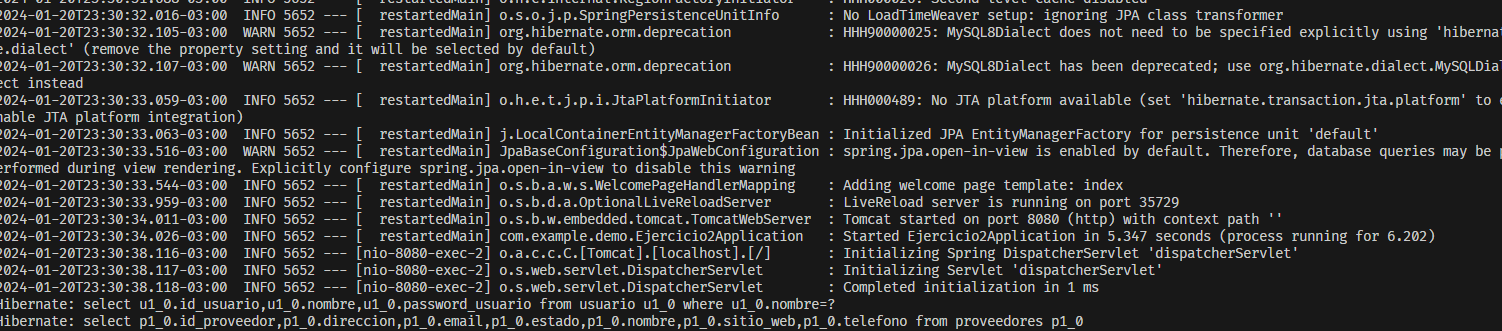 2024-01-20T23:30:32.016-03:00  INFO 5652 --- [  restartedMain] o.s.o.j.p.SpringPersistenceUnitInfo      : No LoadTimeWeaver setup: ignoring JPA class transformer
2024-01-20T23:30:32.105-03:00  WARN 5652 --- [  restartedMain] org.hibernate.orm.deprecation            : HHH90000025: MySQL8Dialect does not need to be specified explicitly using 'hibernat
e.dialect' (remove the property setting and it will be selected by default)
2024-01-20T23:30:32.107-03:00  WARN 5652 --- [  restartedMain] org.hibernate.orm.deprecation            : HHH90000026: MySQL8Dialect has been deprecated; use org.hibernate.dialect.MySQLDial
ect instead
2024-01-20T23:30:33.059-03:00  INFO 5652 --- [  restartedMain] o.h.e.t.j.p.i.JtaPlatformInitiator       : HHH000489: No JTA platform available (set 'hibernate.transaction.jta.platform' to e
nable JTA platform integration)
2024-01-20T23:30:33.063-03:00  INFO 5652 --- [  restartedMain] j.LocalContainerEntityManagerFactoryBean : Initialized JPA EntityManagerFactory for persistence unit 'default'
2024-01-20T23:30:33.516-03:00  WARN 5652 --- [  restartedMain] JpaBaseConfiguration$JpaWebConfiguration : spring.jpa.open-in-view is enabled by default. Therefore, database queries may be p
erformed during view rendering. Explicitly configure spring.jpa.open-in-view to disable this warning
2024-01-20T23:30:33.544-03:00  INFO 5652 --- [  restartedMain] o.s.b.a.w.s.WelcomePageHandlerMapping    : Adding welcome page template: index
2024-01-20T23:30:33.959-03:00  INFO 5652 --- [  restartedMain] o.s.b.d.a.OptionalLiveReloadServer       : LiveReload server is running on port 35729
2024-01-20T23:30:34.011-03:00  INFO 5652 --- [  restartedMain] o.s.b.w.embedded.tomcat.TomcatWebServer  : Tomcat started on port 8080 (http) with context path ''
2024-01-20T23:30:34.026-03:00  INFO 5652 --- [  restartedMain] com.example.demo.Ejercicio2Application   : Started Ejercicio2Application in 5.347 seconds (process running for 6.202)
2024-01-20T23:30:38.116-03:00  INFO 5652 --- [nio-8080-exec-2] o.a.c.c.C.[Tomcat].[localhost].[/]       : Initializing Spring DispatcherServlet 'dispatcherServlet'
2024-01-20T23:30:38.117-03:00  INFO 5652 --- [nio-8080-exec-2] o.s.web.servlet.DispatcherServlet        : Initializing Servlet 'dispatcherServlet'
2024-01-20T23:30:38.118-03:00  INFO 5652 --- [nio-8080-exec-2] o.s.web.servlet.DispatcherServlet        : Completed initialization in 1 ms
Hibernate: select u1_0.id_usuario,u1_0.nombre,u1_0.password_usuario from usuario u1_0 where u1_0.nombre=?
Hibernate: select p1_0.id_proveedor,p1_0.direccion,p1_0.email,p1_0.estado,p1_0.nombre,p1_0.sitio_web,p1_0.telefono from proveedores p1_0